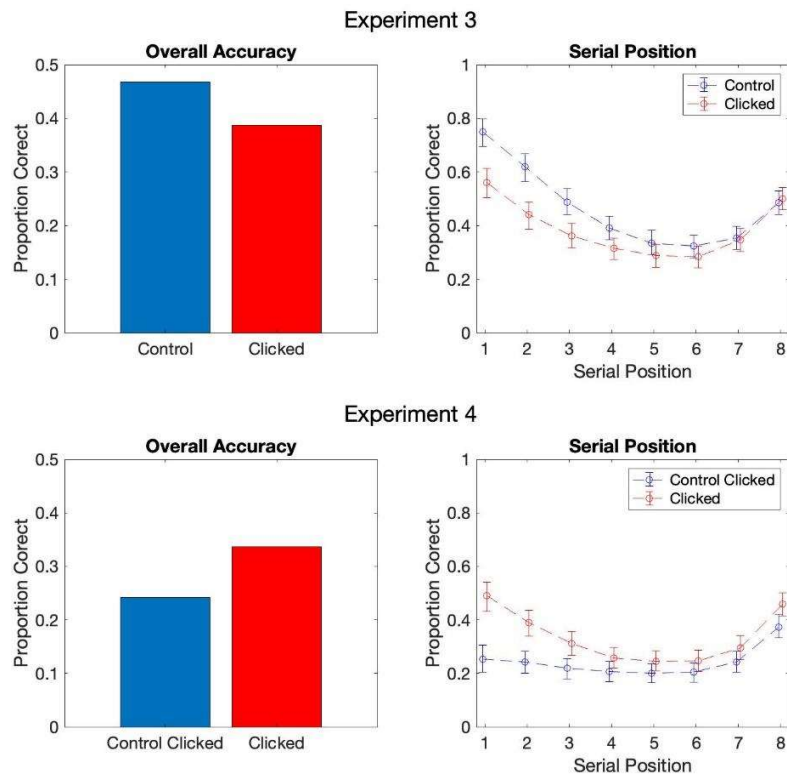 Experiment 3
Overall Accuracy
Proportion Corect
0.5
0.4
0.3
0.2
0.1
0
Control
Clicked
Serial Position
Proportion Corect
1
0.8
0.6
0.4
0.2
0
Control
Clicked
1 2 3 4 5 6 7 8
Serial Position
Experiment 4
Overall Accuracy
Proportion Corect
0.5
0.4
0.3
0.2
0.1
0
Control Clicked
Clicked
Serial Position
Proportion Corect
1
0.8
0.6
0.4
0.2
0
Control Clicked
Clicked
1 2 3 4 5 6 7 8
Serial Position